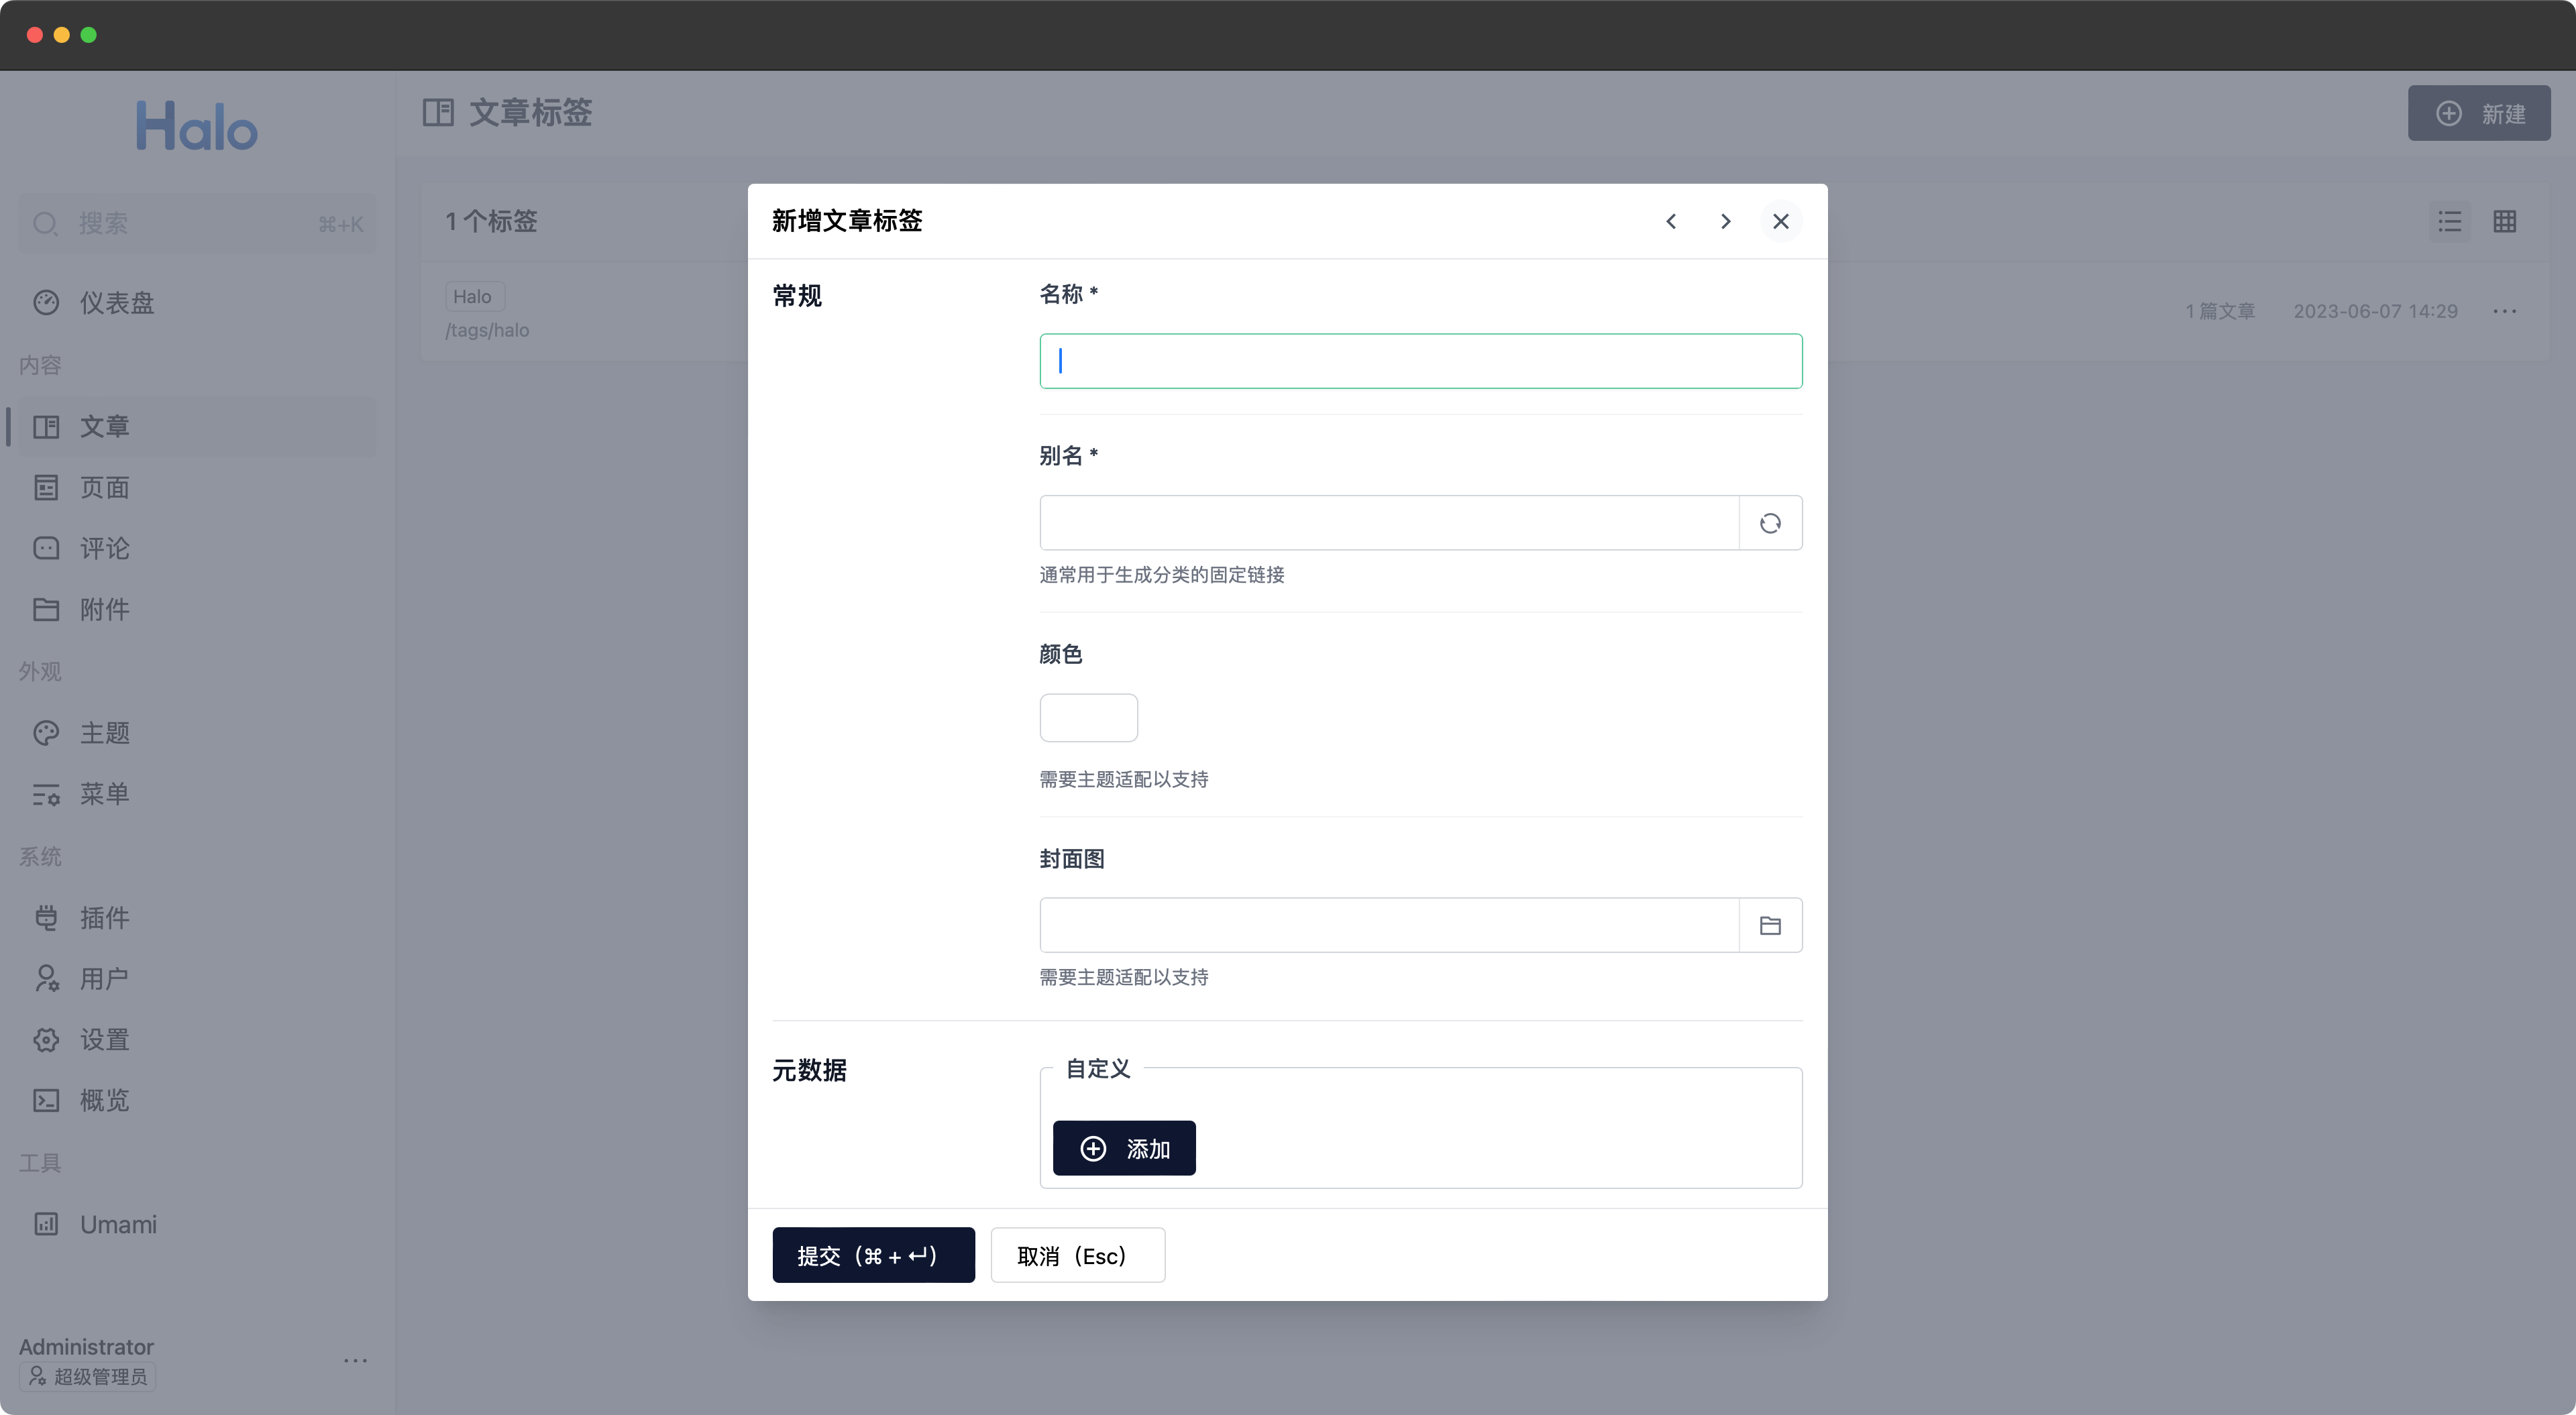 Halo
文章标签
新建
搜索
⌘+K
仪表盘
内容
文章
页面
评论
附件
外观
主题
菜单
系统
插件
用户
设置
概览
工具
Umami
Administrator
超级管理员
1 个标签
Halo
/tags/halo
1 篇文章
2023-06-07 14:29
新增文章标签
常规
名称 *
别名 *
通常用于生成分类的固定链接
颜色
需要主题适配以支持
封面图
需要主题适配以支持
元数据
自定义
添加
提交（⌘ + ↵）
取消（Esc）